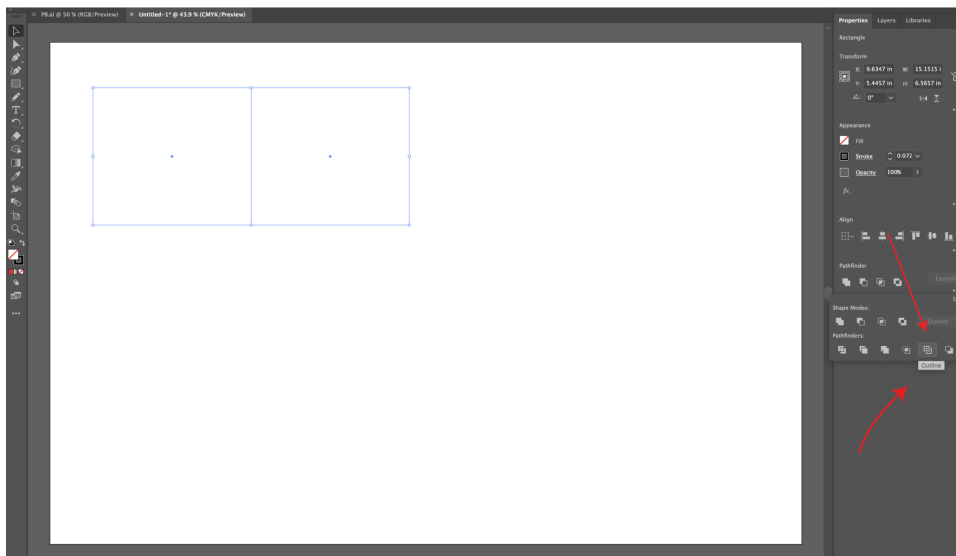 × PB.ai @ 50 % (RGB/Preview) × Untitled-1* @ 43.9 % (CMYK/Preview)
Properties Layers Libraries
Rectangle
Transform
X: 9.6347 in W: 15.1515 i
Y: 5.4457 in H: 6.5657 in
0°
Appearance
Fill
Stroke 0.072
Opacity 100%
fx.
Align
Pathfinder
Expand
Shape Modes:
Expand
Pathfinders:
Outline